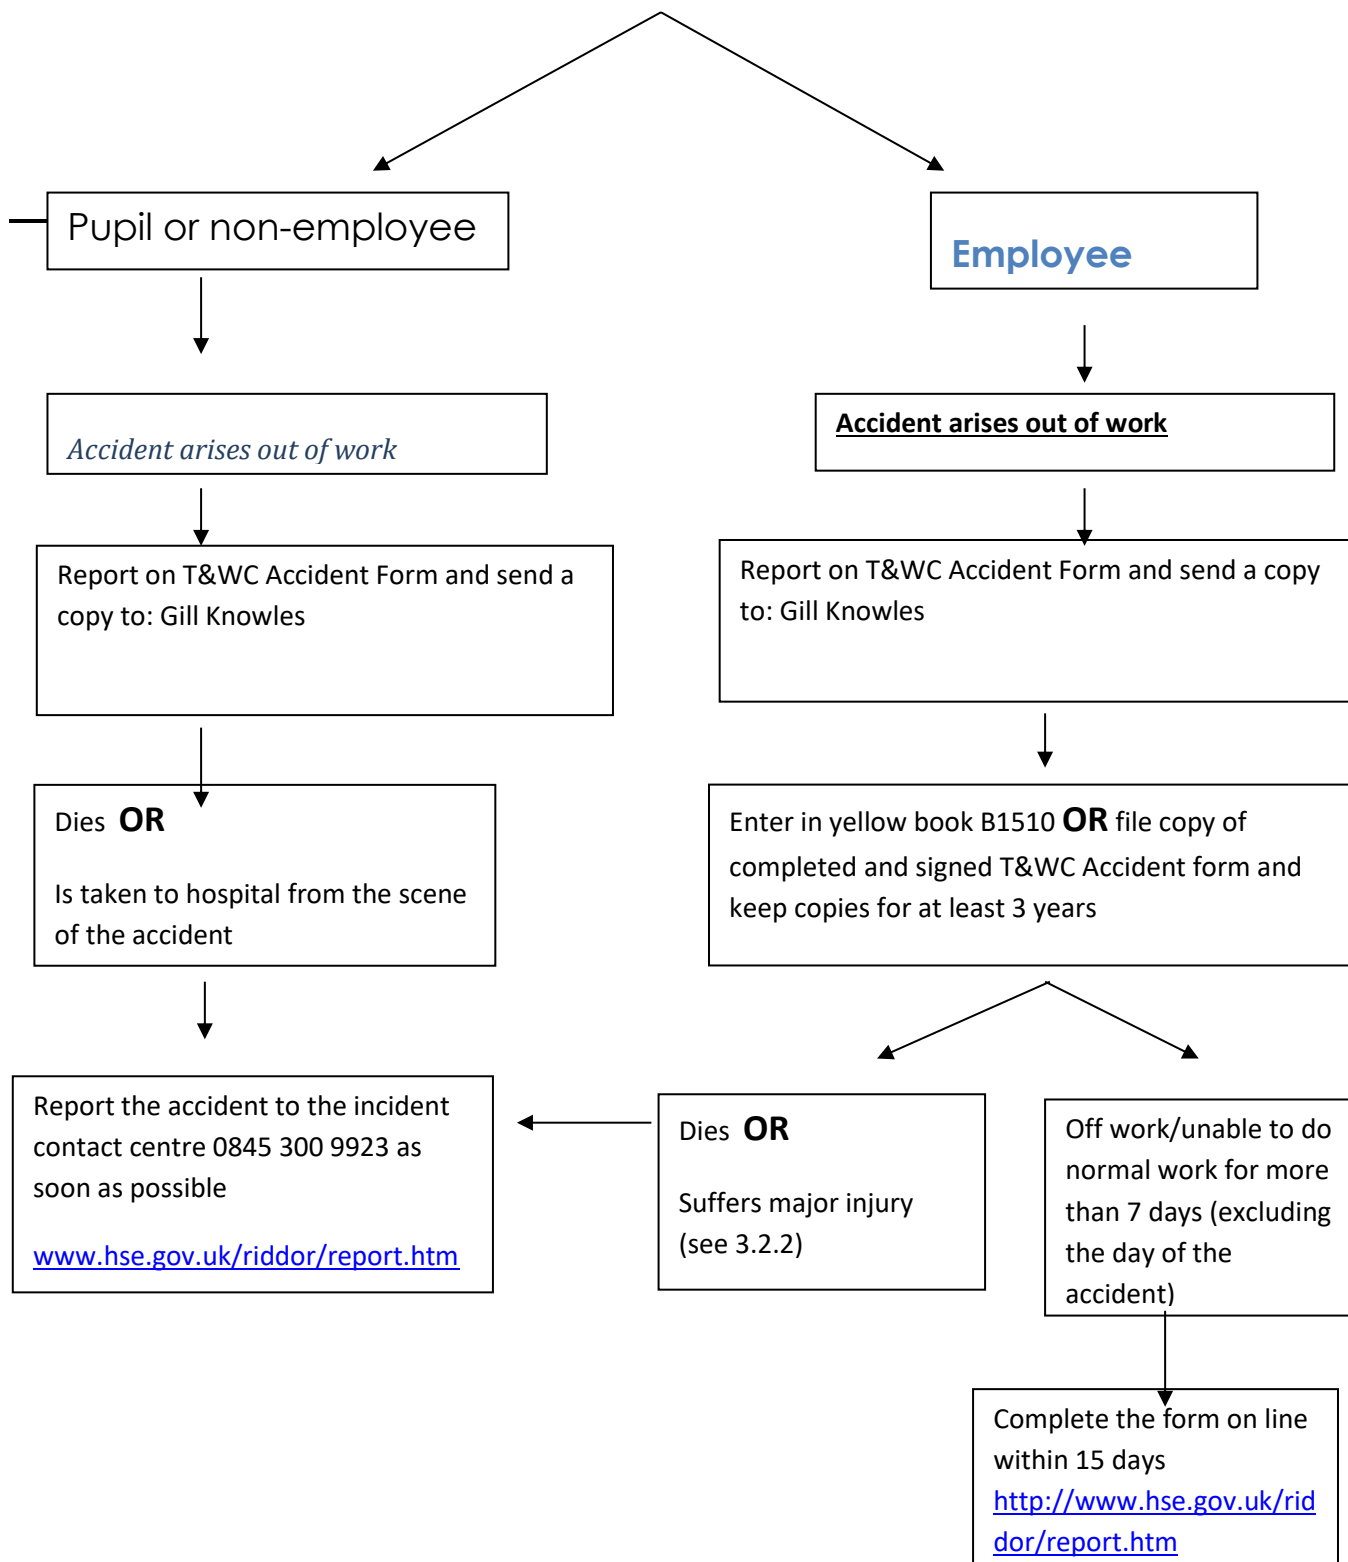 Pupil or non-employee
Employee
Accident arises out of work
Accident arises out of work
Report on T&WC Accident Form and send a
copy to: Gill Knowles
Report on T&WC Accident Form and send a copy
to: Gill Knowles
Dies OR
Is taken to hospital from the scene
of the accident
Enter in yellow book B1510 OR file copy of
completed and signed T&WC Accident form and
keep copies for at least 3 years
Report the accident to the incident
contact centre 0845 300 9923 as
soon as possible
www.hse.gov.uk/riddor/report.htm
Dies OR
Suffers major injury
(see 3.2.2)
Off work/unable to do
normal work for more
than 7 days (excluding
the day of the
accident)
Complete the form on line
within 15 days
http://www.hse.gov.uk/rid
dor/report.htm